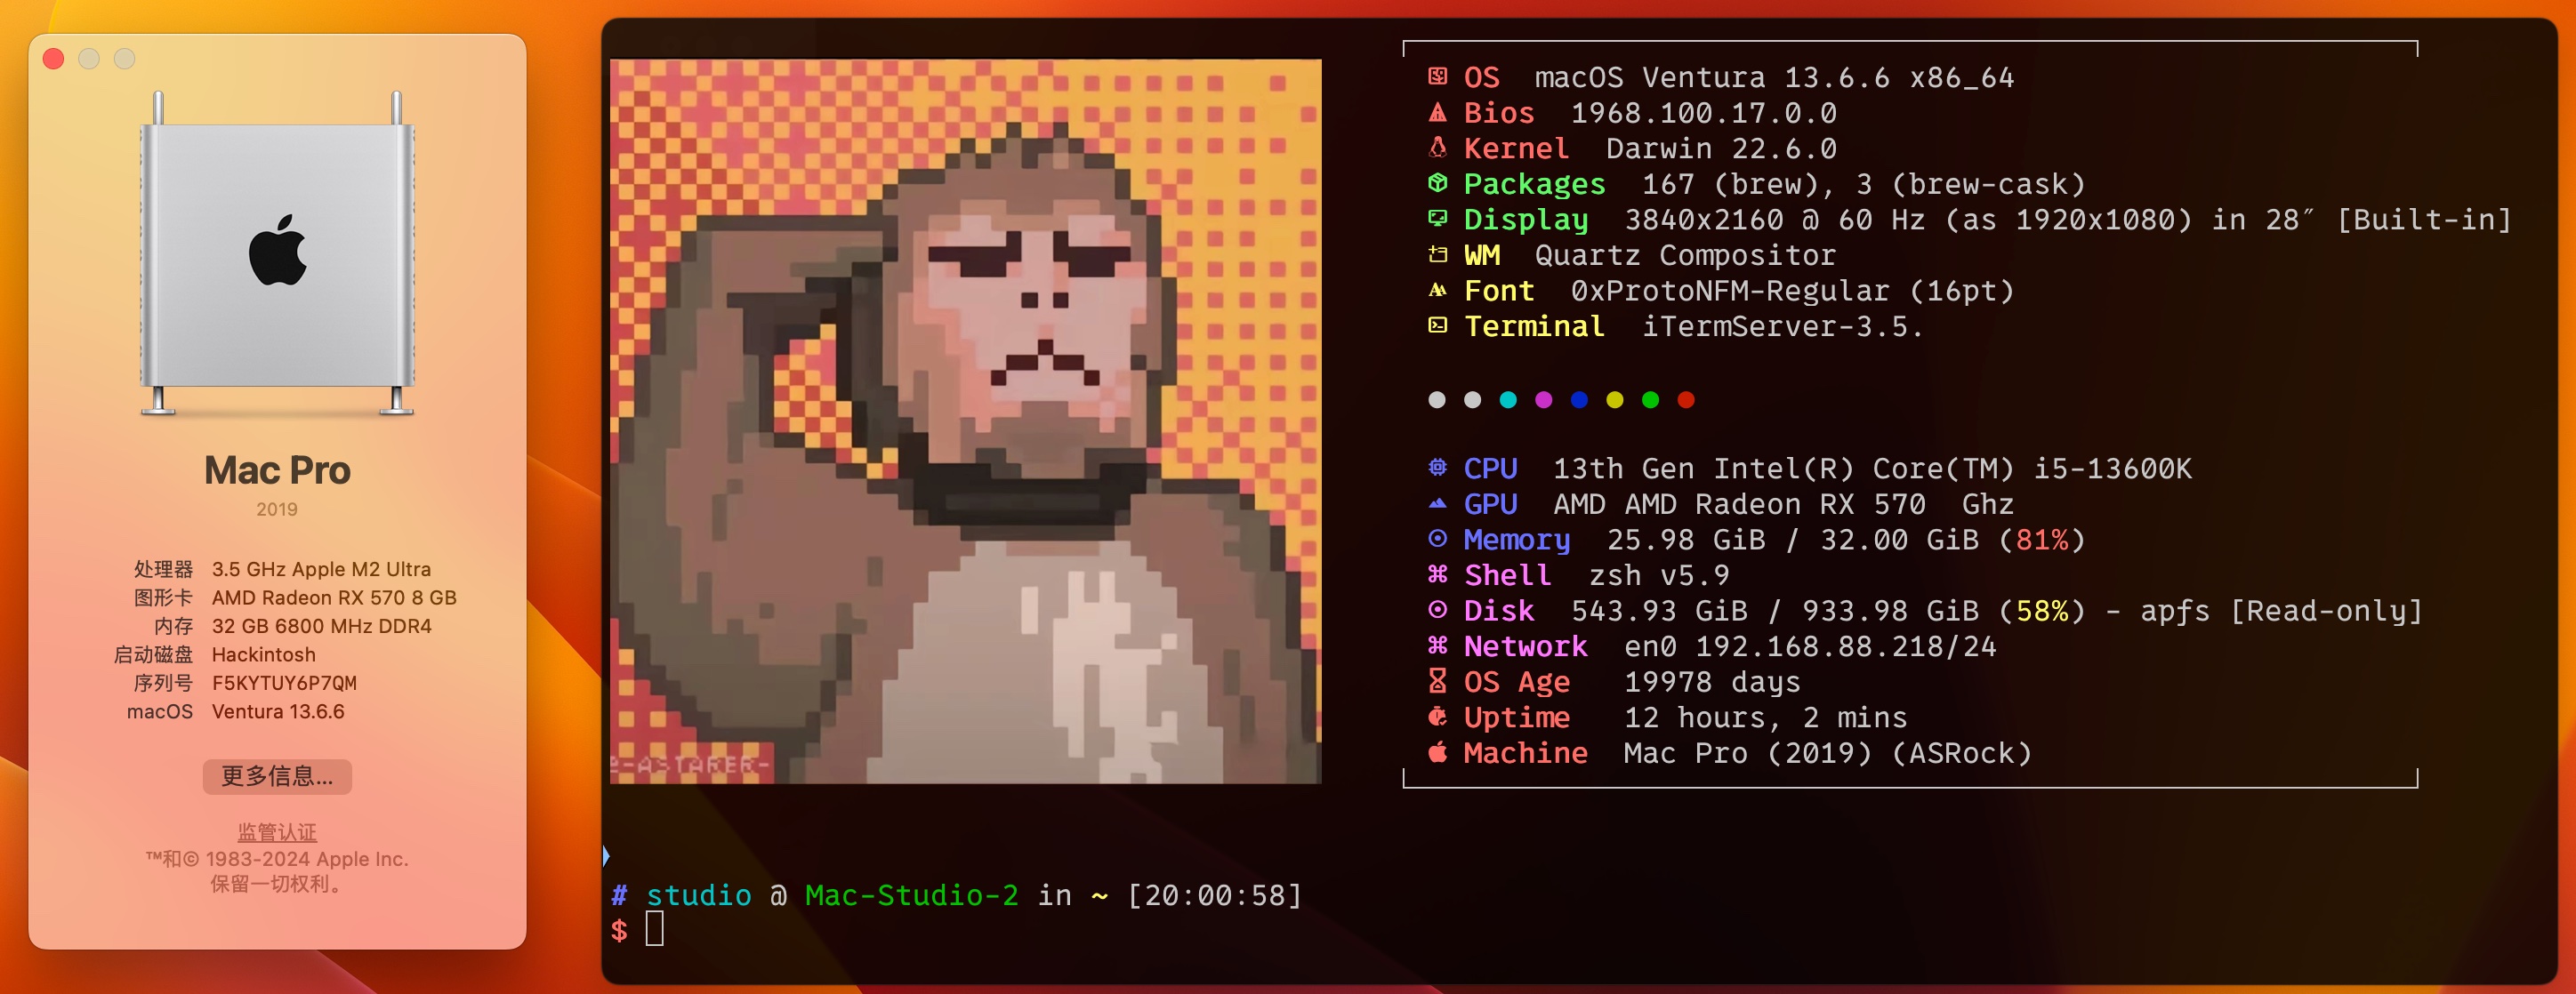 Mac Pro
2019
处理器 3.5 GHz Apple M2 Ultra
图形卡 AMD Radeon RX 570 8 GB
内存 32 GB 6800 MHz DDR4
启动磁盘 Hackintosh
序列号 F5KYTUY6P7QM
macOS Ventura 13.6.6
更多信息...
监管认证
™和© 1983-2024 Apple Inc.
保留一切权利。
-ASTARER-
OS macOS Ventura 13.6.6 x86_64
Bios 1968.100.17.0.0
Kernel Darwin 22.6.0
Packages 167 (brew), 3 (brew-cask)
Display 3840x2160 @ 60 Hz (as 1920x1080) in 28″ [Built-in]
WM Quartz Compositor
Font 0xProtoNFM-Regular (16pt)
Terminal iTermServer-3.5.
CPU 13th Gen Intel(R) Core(TM) i5-13600K
GPU AMD AMD Radeon RX 570  Ghz
Memory 25.98 GiB / 32.00 GiB (81%)
Shell zsh v5.9
Disk 543.93 GiB / 933.98 GiB (58%) - apfs [Read-only]
Network en0 192.168.88.218/24
OS Age 19978 days
Uptime 12 hours, 2 mins
Machine Mac Pro (2019) (ASRock)
# studio @ Mac-Studio-2 in ~ [20:00:58]
$